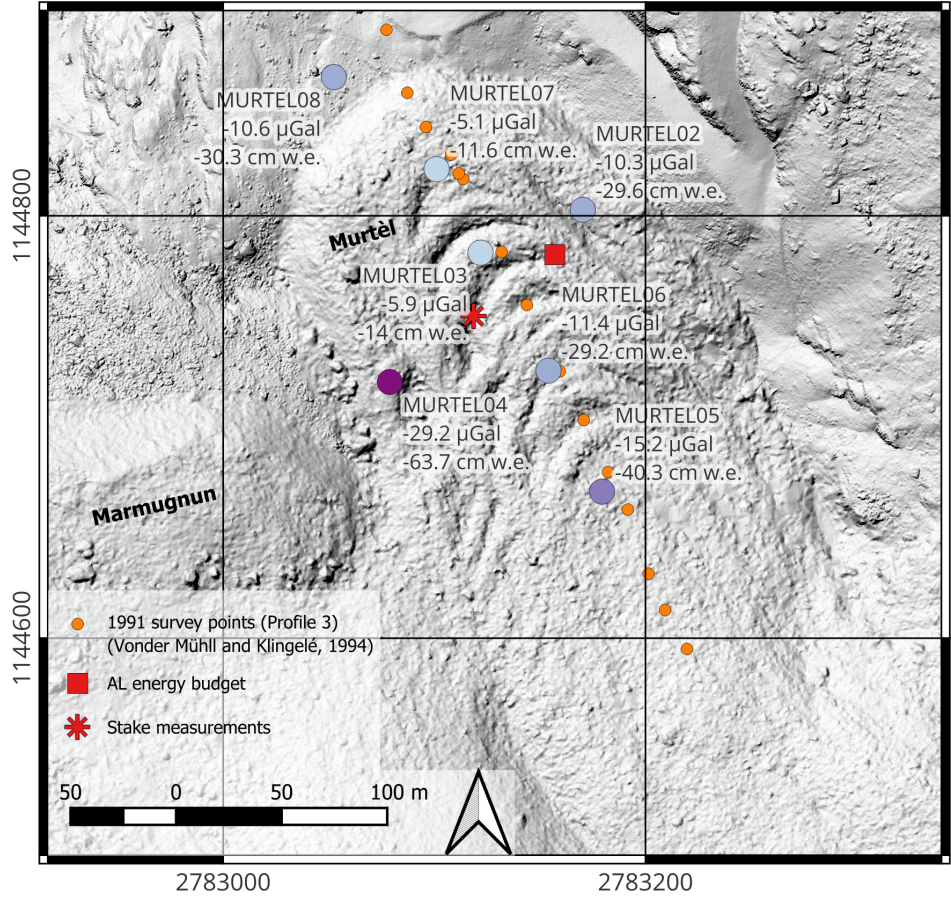 MURTEL08
-10.6 µGal
-30.3 cm w.e.
MURTEL07
-5.1 µGal
-11.6 cm w.e.
MURTEL02
-10.3 µGal
-29.6 cm w.e.
1144800
Murtèl
MURTEL03
-5.9 µGal
-14 cm w.e.
MURTEL06
-11.4 µGal
-29.2 cm w.e.
MURTEL04
-29.2 µGal
-63.7 cm w.e.
MURTEL05
-15.2 µGal
-40.3 cm w.e.
Marmugnun
1144600
1991 survey points (Profile 3)
(Vonder Mühll and Klingelé, 1994)
AL energy budget
Stake measurements
50 0 50 100 m
2783000 2783200